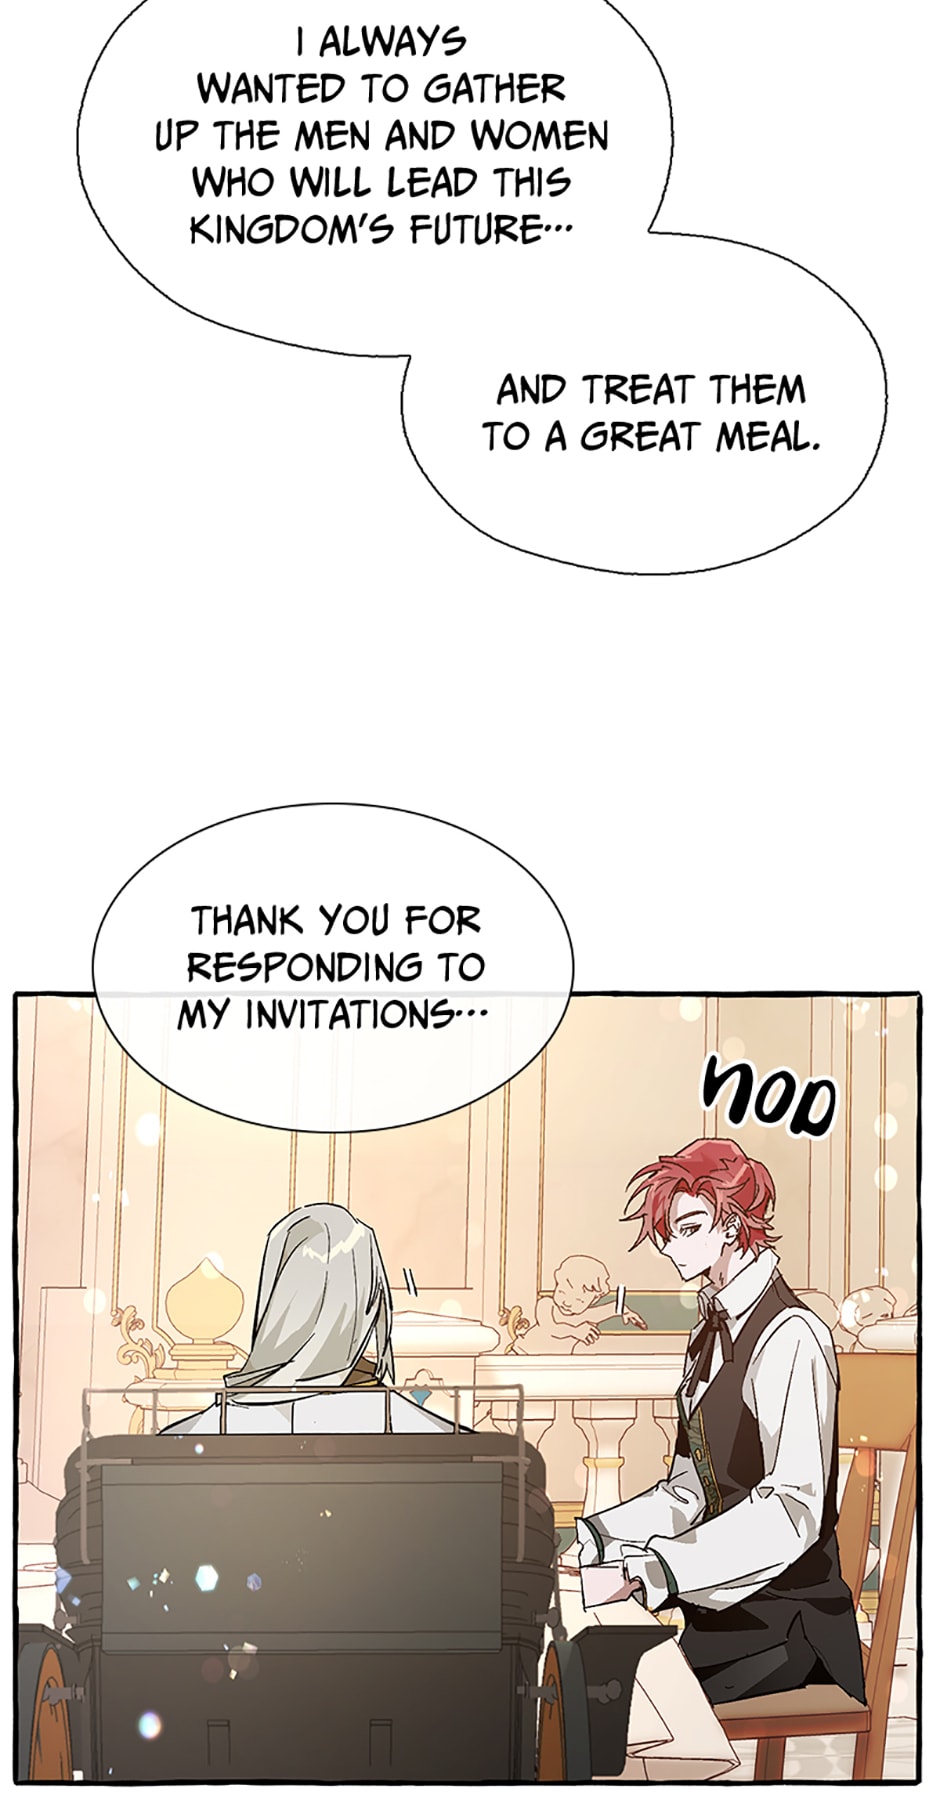 I ALWAYS
WANTED TO GATHER
UP THE MEN AND WOMEN
WHO WILL LEAD THIS
KINGDOM'S FUTURE...
AND TREAT THEM
TO A GREAT MEAL.
THANK YOU FOR
RESPONDING TO
MY INVITATIONS...
NOD